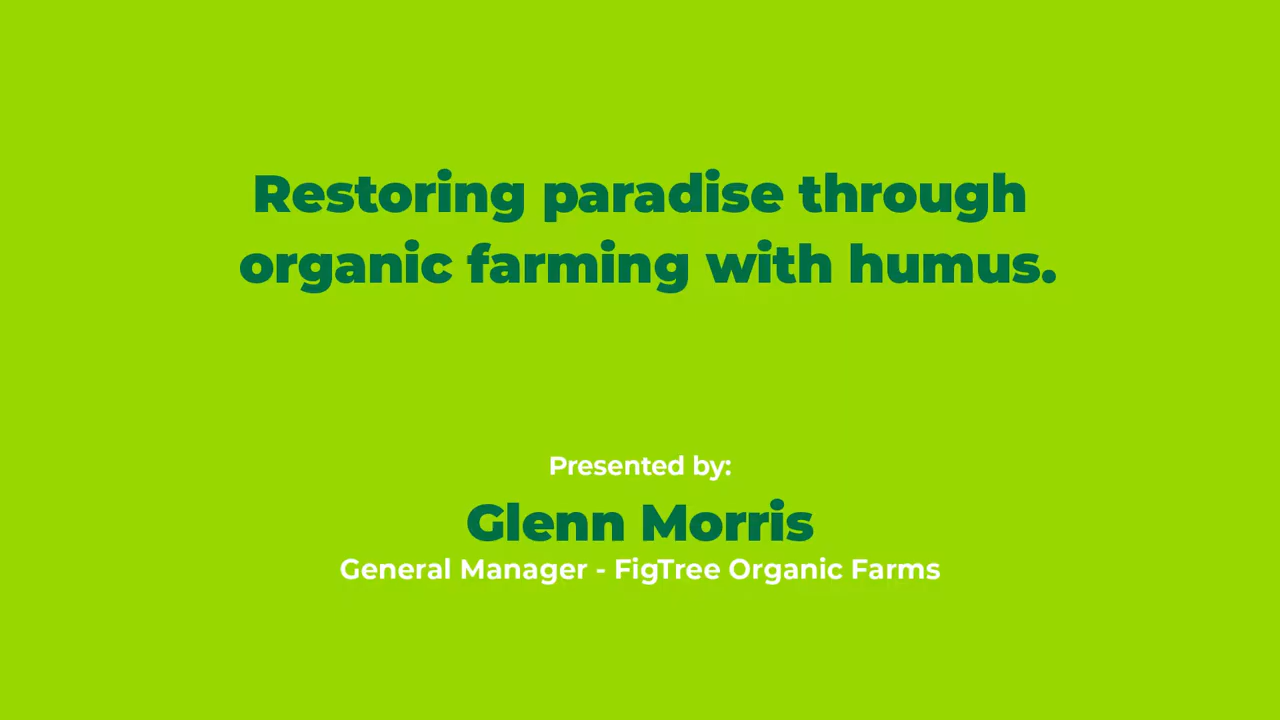 Restoring paradise through
organic farming with humus.
Presented by:
Glenn Morris
General Manager - FigTree Organic Farms